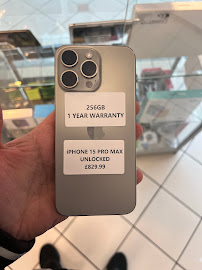 256GB
1 YEAR WARRANTY
iPHONE 15 PRO MAX
UNLOCKED
£829.99